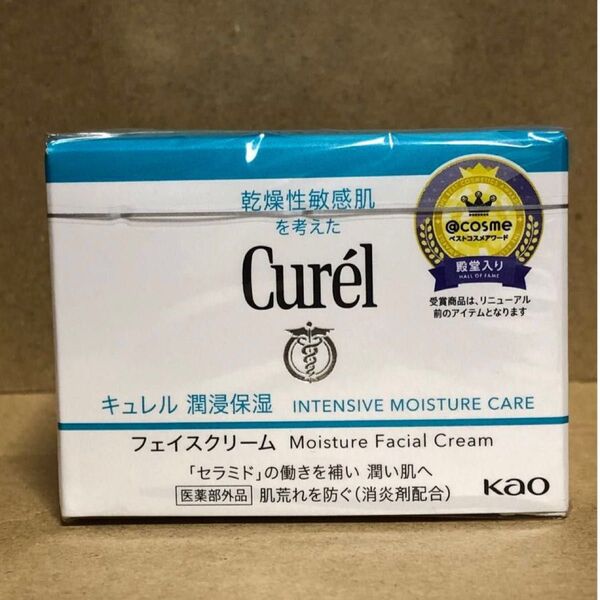 乾燥性敏感肌
を考えた
Curél
@cosme
ベストコスメアワード
殿堂入り
HALL OF FAME
受賞商品は、リニューアル
前のアイテムとなります
キュレル 潤浸保湿 INTENSIVE MOISTURE CARE
フェイスクリーム Moisture Facial Cream
「セラミド」の働きを補い 潤い肌へ
医薬部外品 肌荒れを防ぐ（消炎剤配合）
Kao